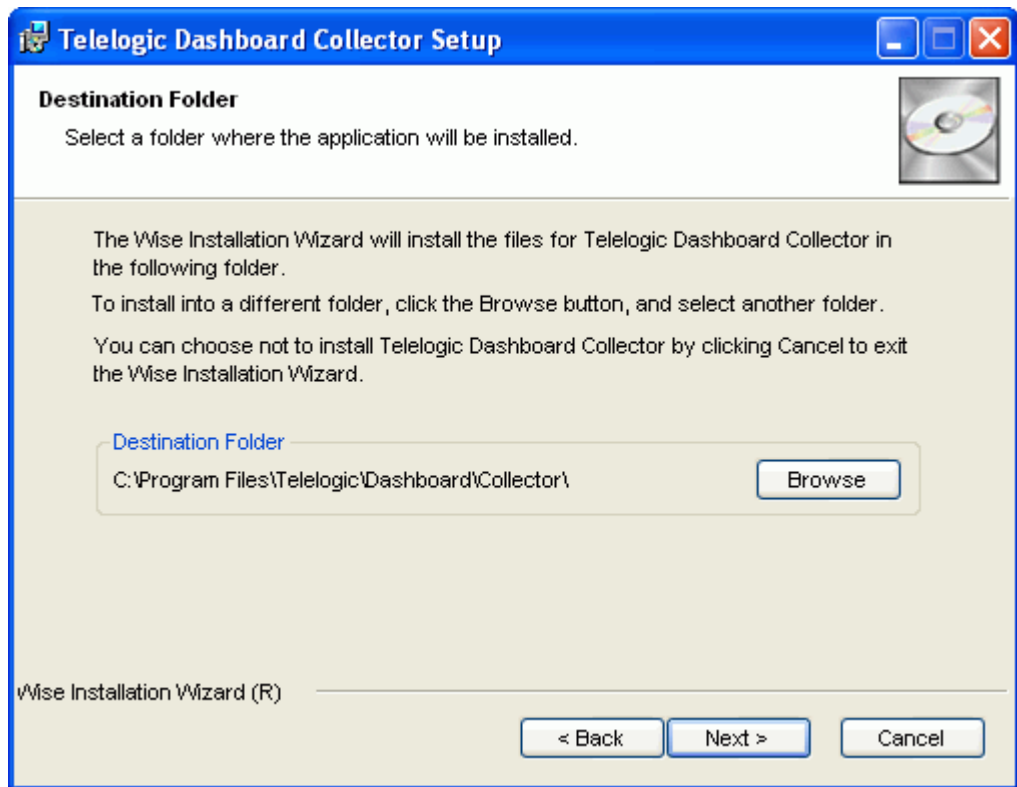 Telelogic Dashboard Collector Setup
Destination Folder
Select a folder where the application will be installed.
The Wise Installation Wizard will install the files for Telelogic Dashboard Collector in
the following folder.
To install into a different folder, click the Browse button, and select another folder.
You can choose not to install Telelogic Dashboard Collector by clicking Cancel to exit
the Wise Installation Wizard.
Destination Folder
C:\Program Files\Telelogic\Dashboard\Collector\
Browse
Wise Installation Wizard (R)
< Back
Next >
Cancel